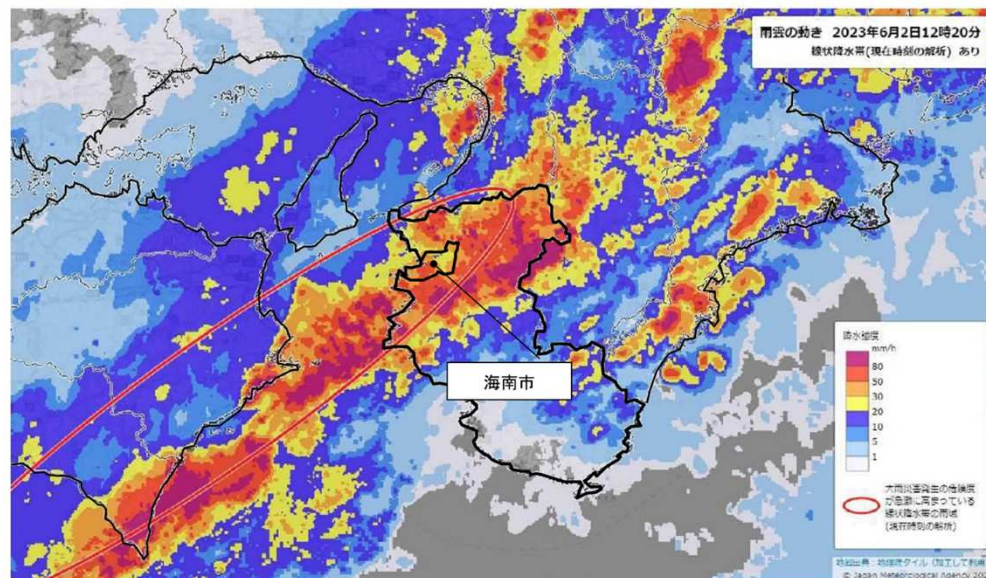 雨雲の動き 2023年6月2日12時20分
線状降水帯(現在時刻の解析) あり
海南市
降水強度
mm/h
80
50
30
20
10
5
1
大雨災害発生の危険度
が急激に高まっている
線状降水帯の雨域
(現在時刻の解析)
地図出典:地理院タイル (加工して利用
© Japan Meteorological Agency 202